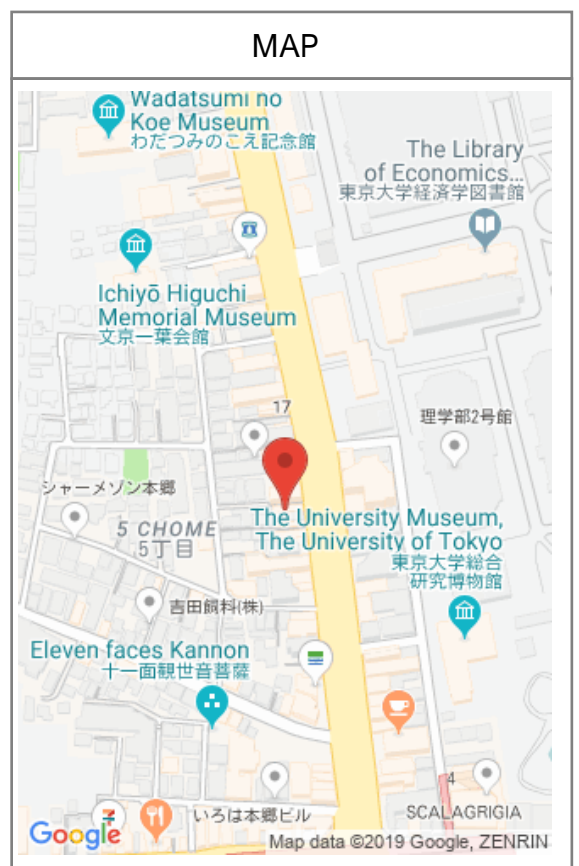 MAP
Wadatsumi no
Koe Museum
わだつみのこえ記念館
The Library
of Economics...
東京大学経済学図書館
Ichiyō Higuchi
Memorial Museum
文京一葉会館
17
理学部2号館
シャーメゾン本郷
5 CHOME
5丁目
The University Museum,
The University of Tokyo
東京大学総合
研究博物館
吉田飼料(株)
Eleven faces Kannon
十一面観世音菩薩
4
いろは本郷ビル
SCALAGRIGIA
Google
Map data ©2019 Google, ZENRIN